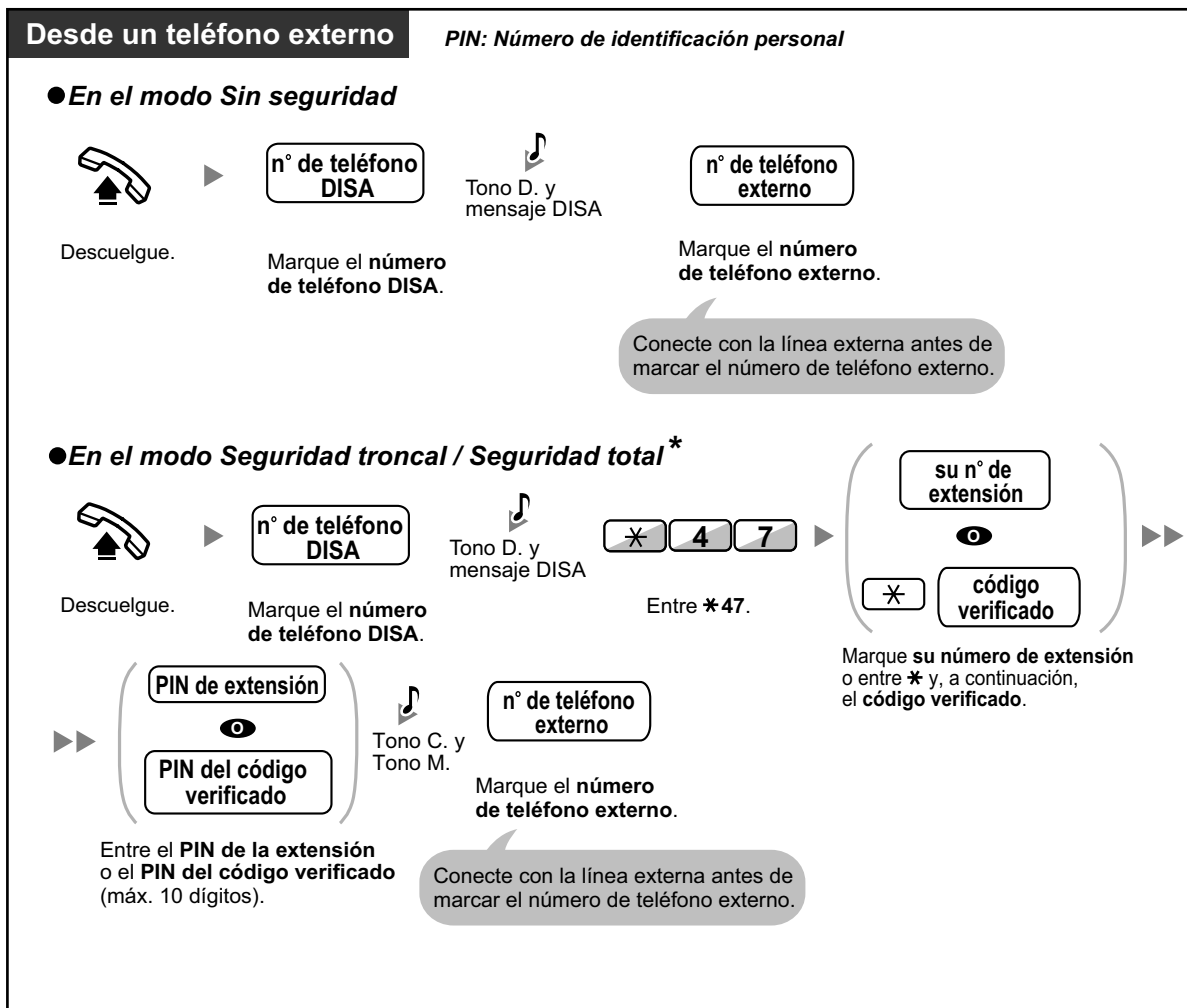 Desde un teléfono externo
PIN: Número de identificación personal
●En el modo Sin seguridad
n° de teléfono
DISA
Tono D. y
mensaje DISA
n° de teléfono
externo
Descuelgue.
Marque el número
de teléfono DISA.
Marque el número
de teléfono externo.
Conecte con la línea externa antes de
marcar el número de teléfono externo.
●En el modo Seguridad troncal / Seguridad total*
n° de teléfono
DISA
Tono D. y
mensaje DISA
* 4 7
su n° de
extensión
o
* código
verificado
Descuelgue.
Marque el número
de teléfono DISA.
Entre *47.
Marque su número de extensión
o entre * y, a continuación,
el código verificado.
PIN de extensión
o
PIN del código
verificado
Tono C. y
Tono M.
n° de teléfono
externo
Entre el PIN de la extensión
o el PIN del código verificado
(máx. 10 dígitos).
Marque el número
de teléfono externo.
Conecte con la línea externa antes de
marcar el número de teléfono externo.